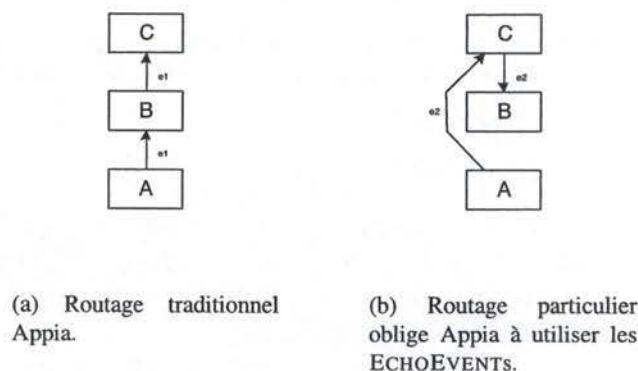 C
e1
B
e1
A
(a) Routage traditionnel
Appia.
C
e2
B
e2
A
(b) Routage particulier
oblige Appia à utiliser les
ECHOEVENTs.